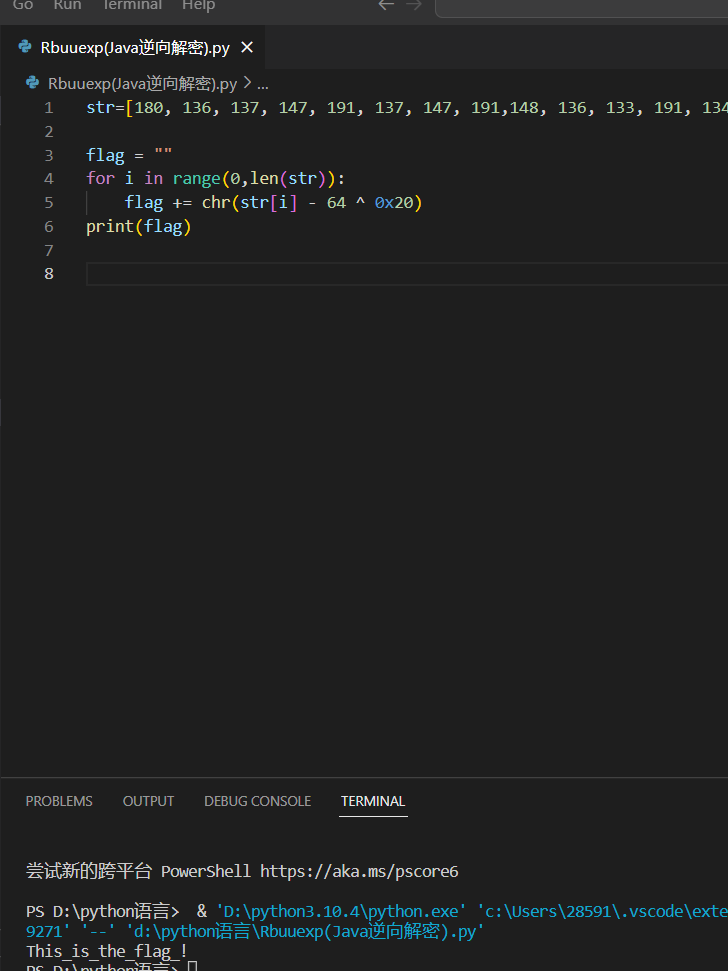 Go Run Terminal Help
Rbuuexp(Java逆向解密).py
Rbuuexp(Java逆向解密).py > ...
1 str=[180, 136, 137, 147, 191, 137, 147, 191,148, 136, 133, 191, 134
2
3 flag = ""
4 for i in range(0,len(str)):
5 flag += chr(str[i] - 64 ^ 0x20)
6 print(flag)
7
8
PROBLEMS OUTPUT DEBUG CONSOLE TERMINAL
尝试新的跨平台 PowerShell https://aka.ms/pscore6
PS D:\python语言> & 'D:\python3.10.4\python.exe' 'c:\Users\28591\.vscode\exte
9271' '--' 'd:\python语言\Rbuuexp(Java逆向解密).py'
This_is_the_flag_!
PS D:\python语言>